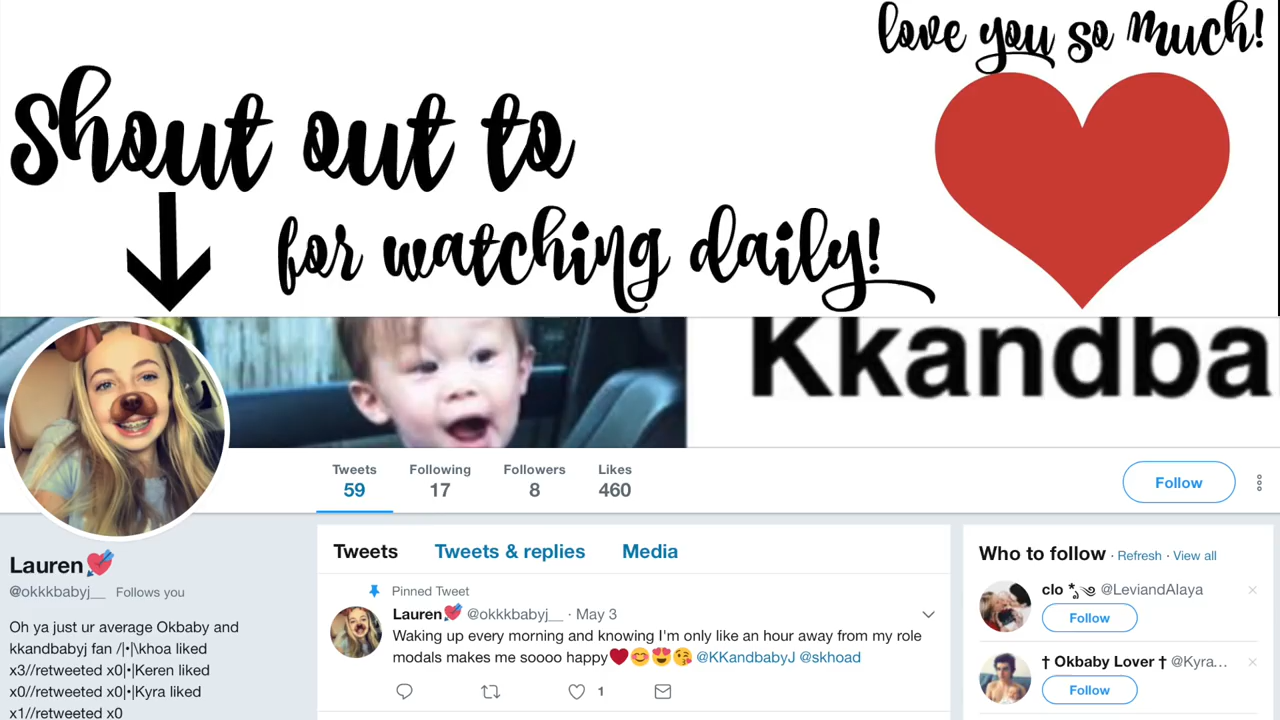 love you so much!
shout out to
for watching daily!
Kkandba
Tweets Following Followers Likes
59 17 8 460
Follow
Lauren💘
@okkkbabyj__ Follows you
Oh ya just ur average Okbaby and
kkandbabyj fan /|•|\khoa liked
x3//retweeted x0|•|Keren liked
x0//retweeted x0|•|Kyra liked
x1//retweeted x0
Tweets Tweets & replies Media
Pinned Tweet
Lauren💘 @okkkbabyj__ · May 3
Waking up every morning and knowing I'm only like an hour away from my role
modals makes me soooo happy❤️😊😍😘 @KKandbabyJ @skhoad
1
Who to follow · Refresh · View all
clo *ೃ༄ @LeviandAlaya
Follow
† Okbaby Lover † @Kyra...
Follow